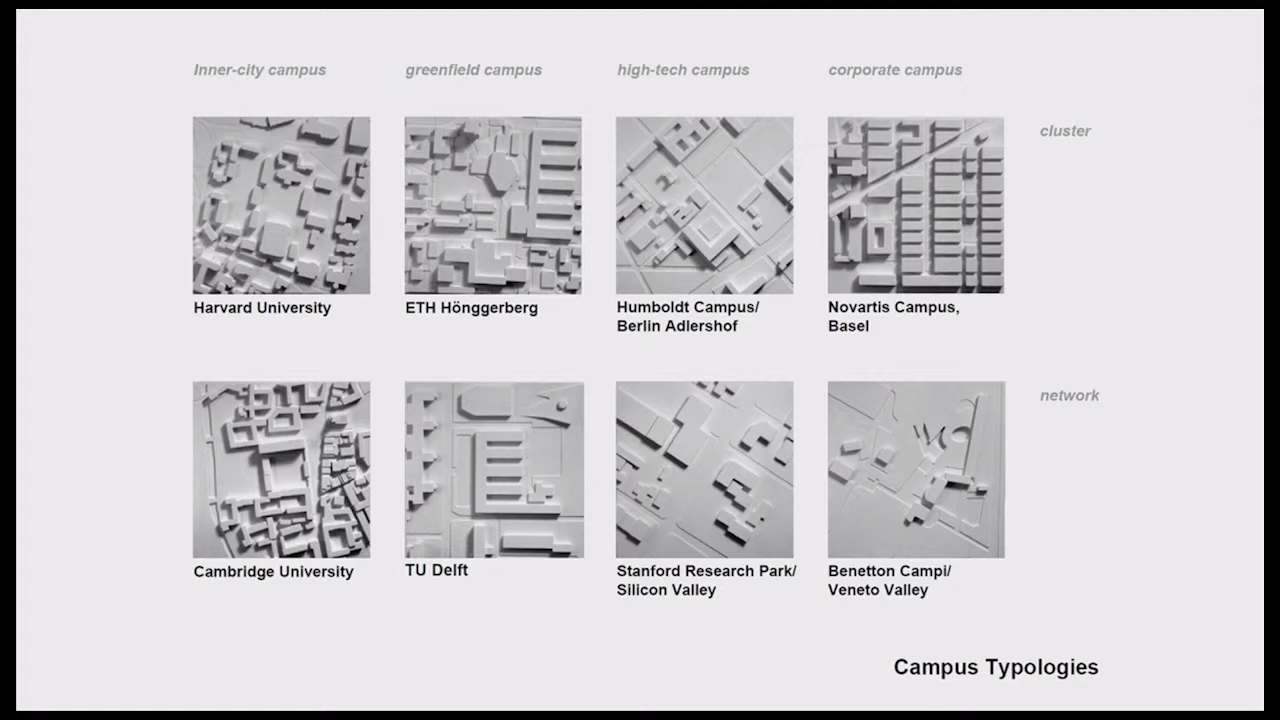 Inner-city campus
greenfield campus
high-tech campus
corporate campus
cluster
Harvard University
ETH Hönggerberg
Humboldt Campus/
Berlin Adlershof
Novartis Campus,
Basel
network
Cambridge University
TU Delft
Stanford Research Park/
Silicon Valley
Benetton Campi/
Veneto Valley
Campus Typologies